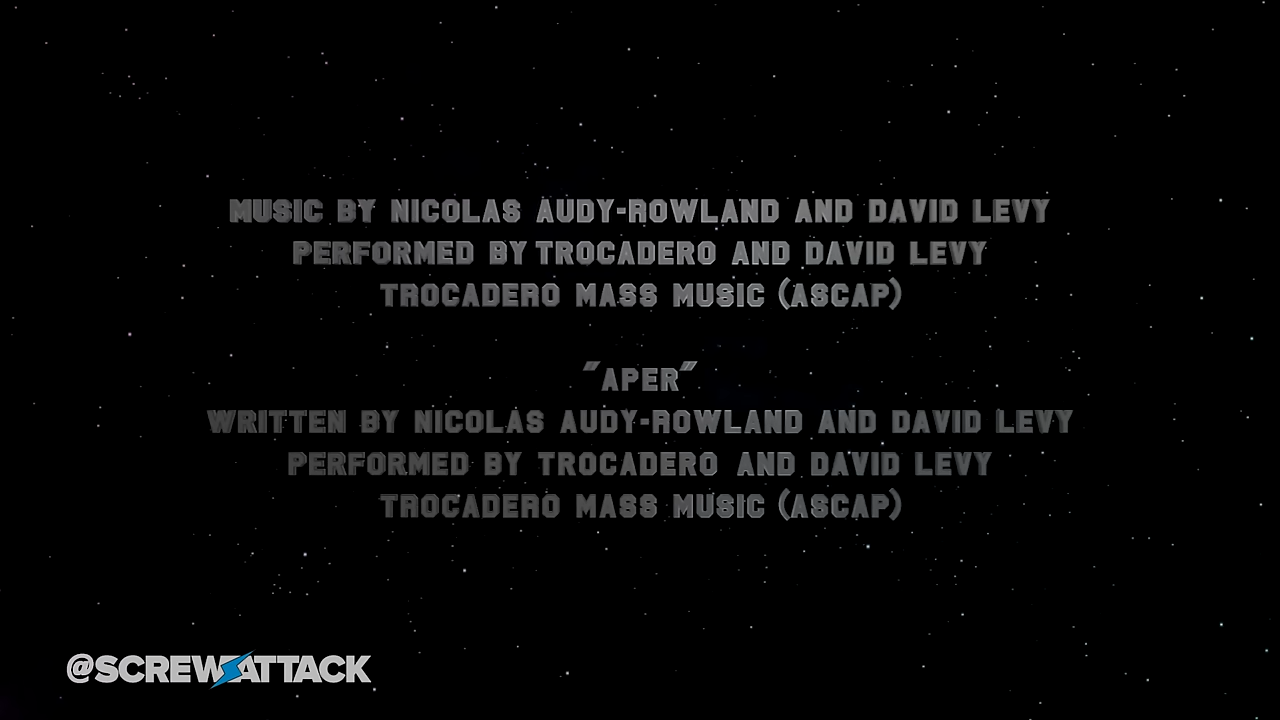 MUSIC BY NICOLAS AUDY-ROWLAND AND DAVID LEVY
PERFORMED BY TROCADERO AND DAVID LEVY
TROCADERO MASS MUSIC (ASCAP)
"APER"
WRITTEN BY NICOLAS AUDY-ROWLAND AND DAVID LEVY
PERFORMED BY TROCADERO AND DAVID LEVY
TROCADERO MASS MUSIC (ASCAP)
@SCREWATTACK